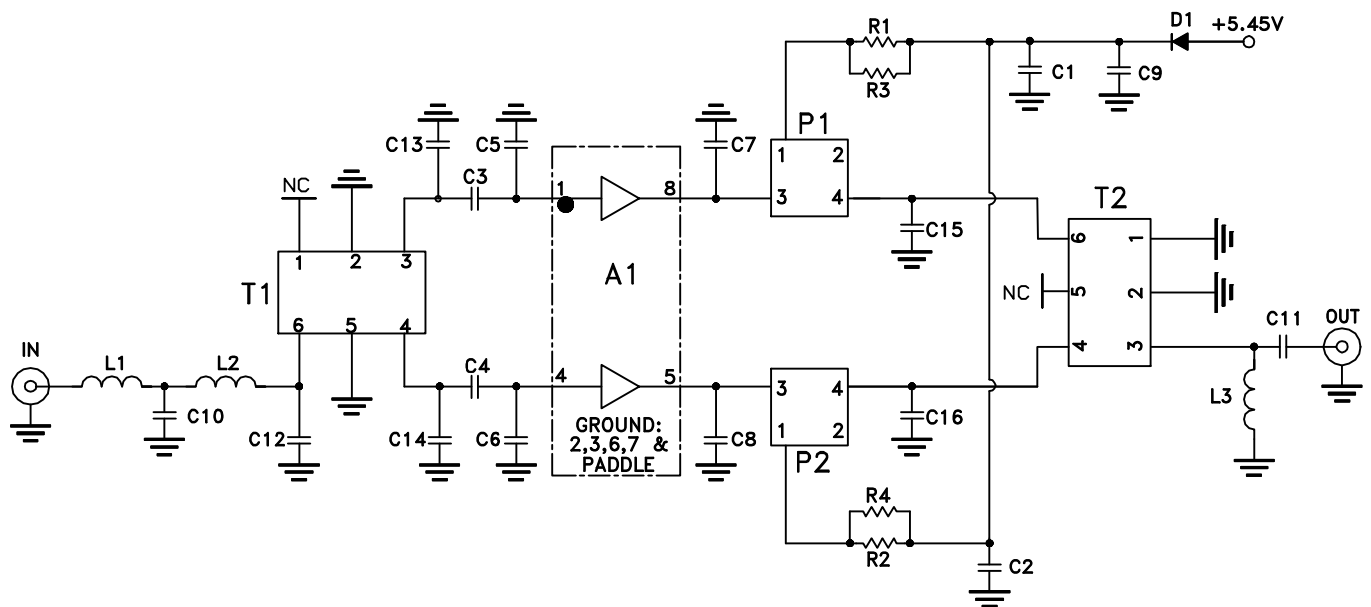 R1
D1
+5.45V
R3
C1
C9
P1
1
2
3
4
C13
C5
C7
C3
NC
1
8
C15
T2
6
1
5
2
4
3
NC
A1
T1
1
2
3
6
5
4
IN
L1
L2
C10
C12
C4
C14
C6
4
5
GROUND:
2,3,6,7 &
PADDLE
C8
3
4
1
2
P2
C16
C11
OUT
L3
R4
R2
C2